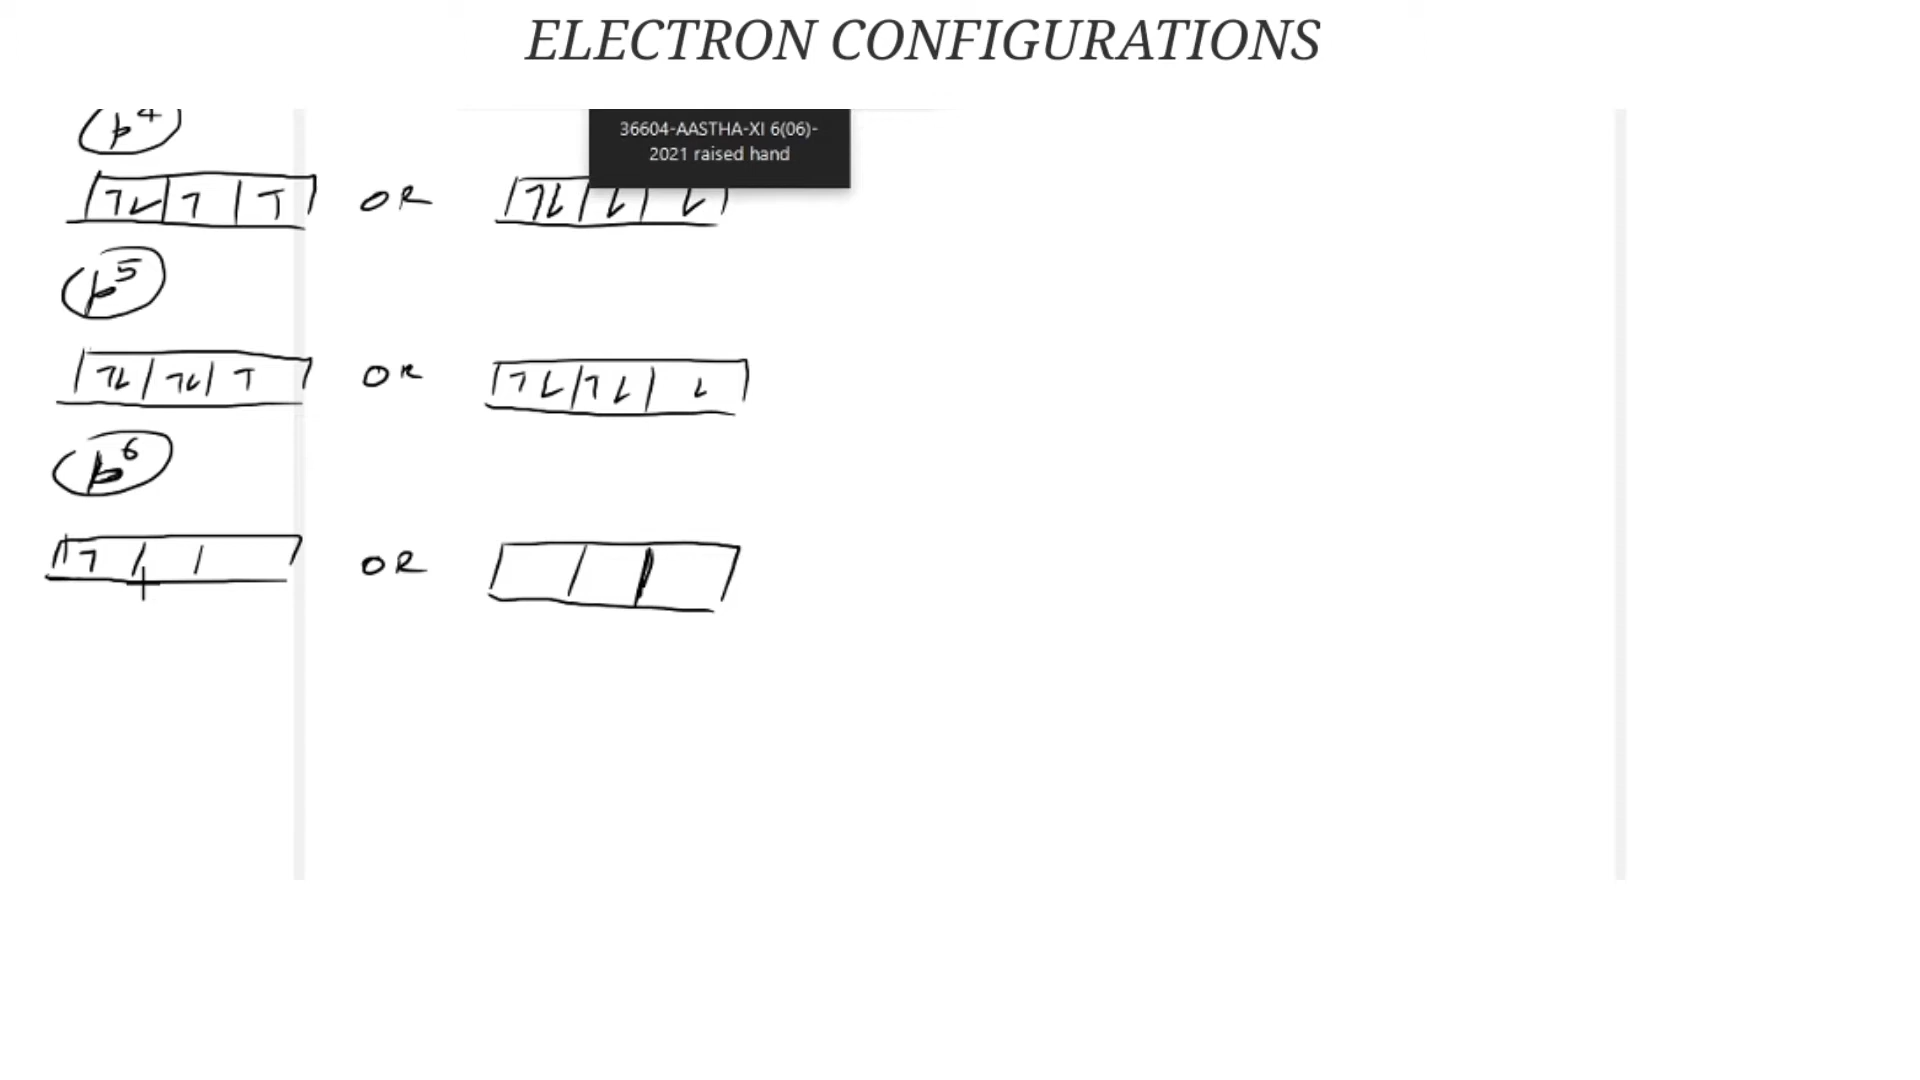 ELECTRON CONFIGURATIONS
p4
36604-AASTHA-XI 6(06)-
2021 raised hand
OR
p5
OR
p6
OR